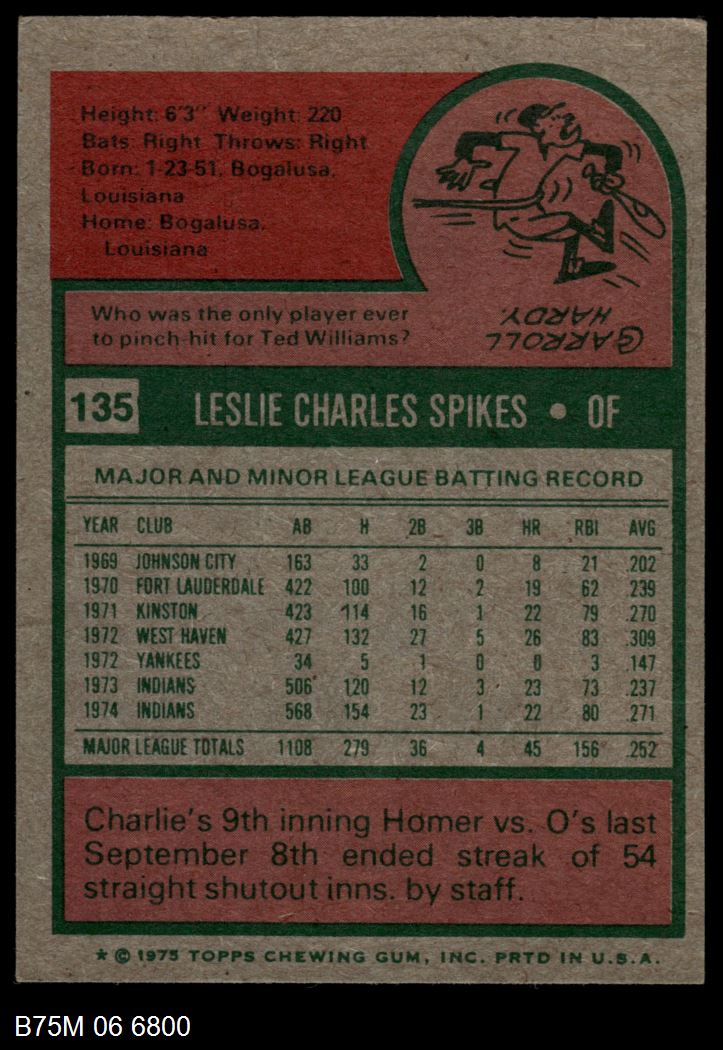 Height: 6'3" Weight: 220
Bats: Right Throws: Right
Born: 1-23-51, Bogalusa,
Louisiana
Home: Bogalusa,
Louisiana
Who was the only player ever
to pinch-hit for Ted Williams?
CARROLL
HARDY.
135 LESLIE CHARLES SPIKES • OF
MAJOR AND MINOR LEAGUE BATTING RECORD
YEAR CLUB AB H 2B 3B HR RBI AVG
1969 JOHNSON CITY 163 33 2 0 8 21 .202
1970 FORT LAUDERDALE 422 100 12 2 19 62 .239
1971 KINSTON 423 114 16 1 22 79 .270
1972 WEST HAVEN 427 132 27 5 26 83 .309
1972 YANKEES 34 5 1 0 0 3 .147
1973 INDIANS 506 120 12 3 23 73 .237
1974 INDIANS 568 154 23 1 22 80 .271
MAJOR LEAGUE TOTALS 1108 279 36 4 45 156 .252
Charlie's 9th inning Homer vs. O's last
September 8th ended streak of 54
straight shutout inns. by staff.
* © 1975 TOPPS CHEWING GUM, INC. PRTD IN U.S.A.
B75M 06 6800